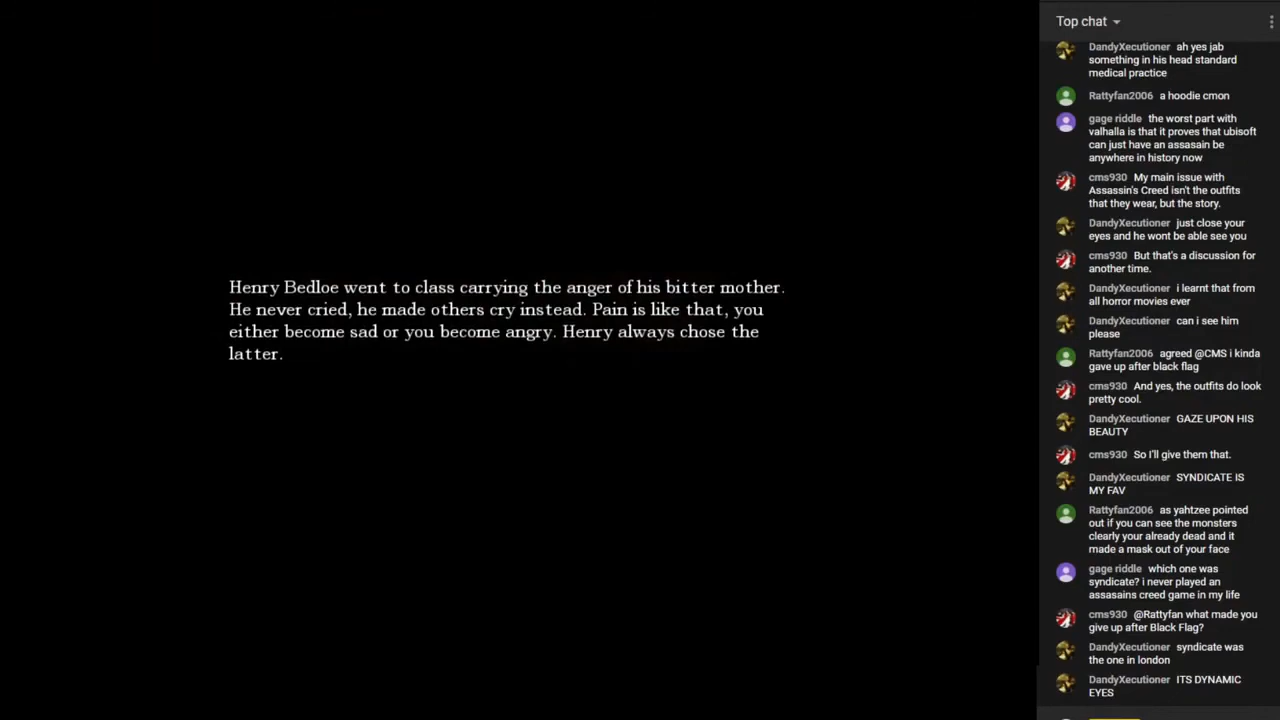 Henry Bedloe went to class carrying the anger of his bitter mother.
He never cried, he made others cry instead. Pain is like that, you
either become sad or you become angry. Henry always chose the
latter.
Top chat
DandyXecutioner ah yes jab
something in his head standard
medical practice
Rattyfan2006 a hoodie cmon
gage riddle the worst part with
valhalla is that it proves that ubisoft
can just have an assasain be
anywhere in history now
cms930 My main issue with
Assassin's Creed isn't the outfits
that they wear, but the story.
DandyXecutioner just close your
eyes and he wont be able see you
cms930 But that's a discussion for
another time.
DandyXecutioner i learnt that from
all horror movies ever
DandyXecutioner can i see him
please
Rattyfan2006 agreed @CMS i kinda
gave up after black flag
cms930 And yes, the outfits do look
pretty cool.
DandyXecutioner GAZE UPON HIS
BEAUTY
cms930 So I'll give them that.
DandyXecutioner SYNDICATE IS
MY FAV
Rattyfan2006 as yahtzee pointed
out if you can see the monsters
clearly your already dead and it
made a mask out of your face
gage riddle which one was
syndicate? i never played an
assasains creed game in my life
cms930 @Rattyfan what made you
give up after Black Flag?
DandyXecutioner syndicate was
the one in london
DandyXecutioner ITS DYNAMIC
EYES